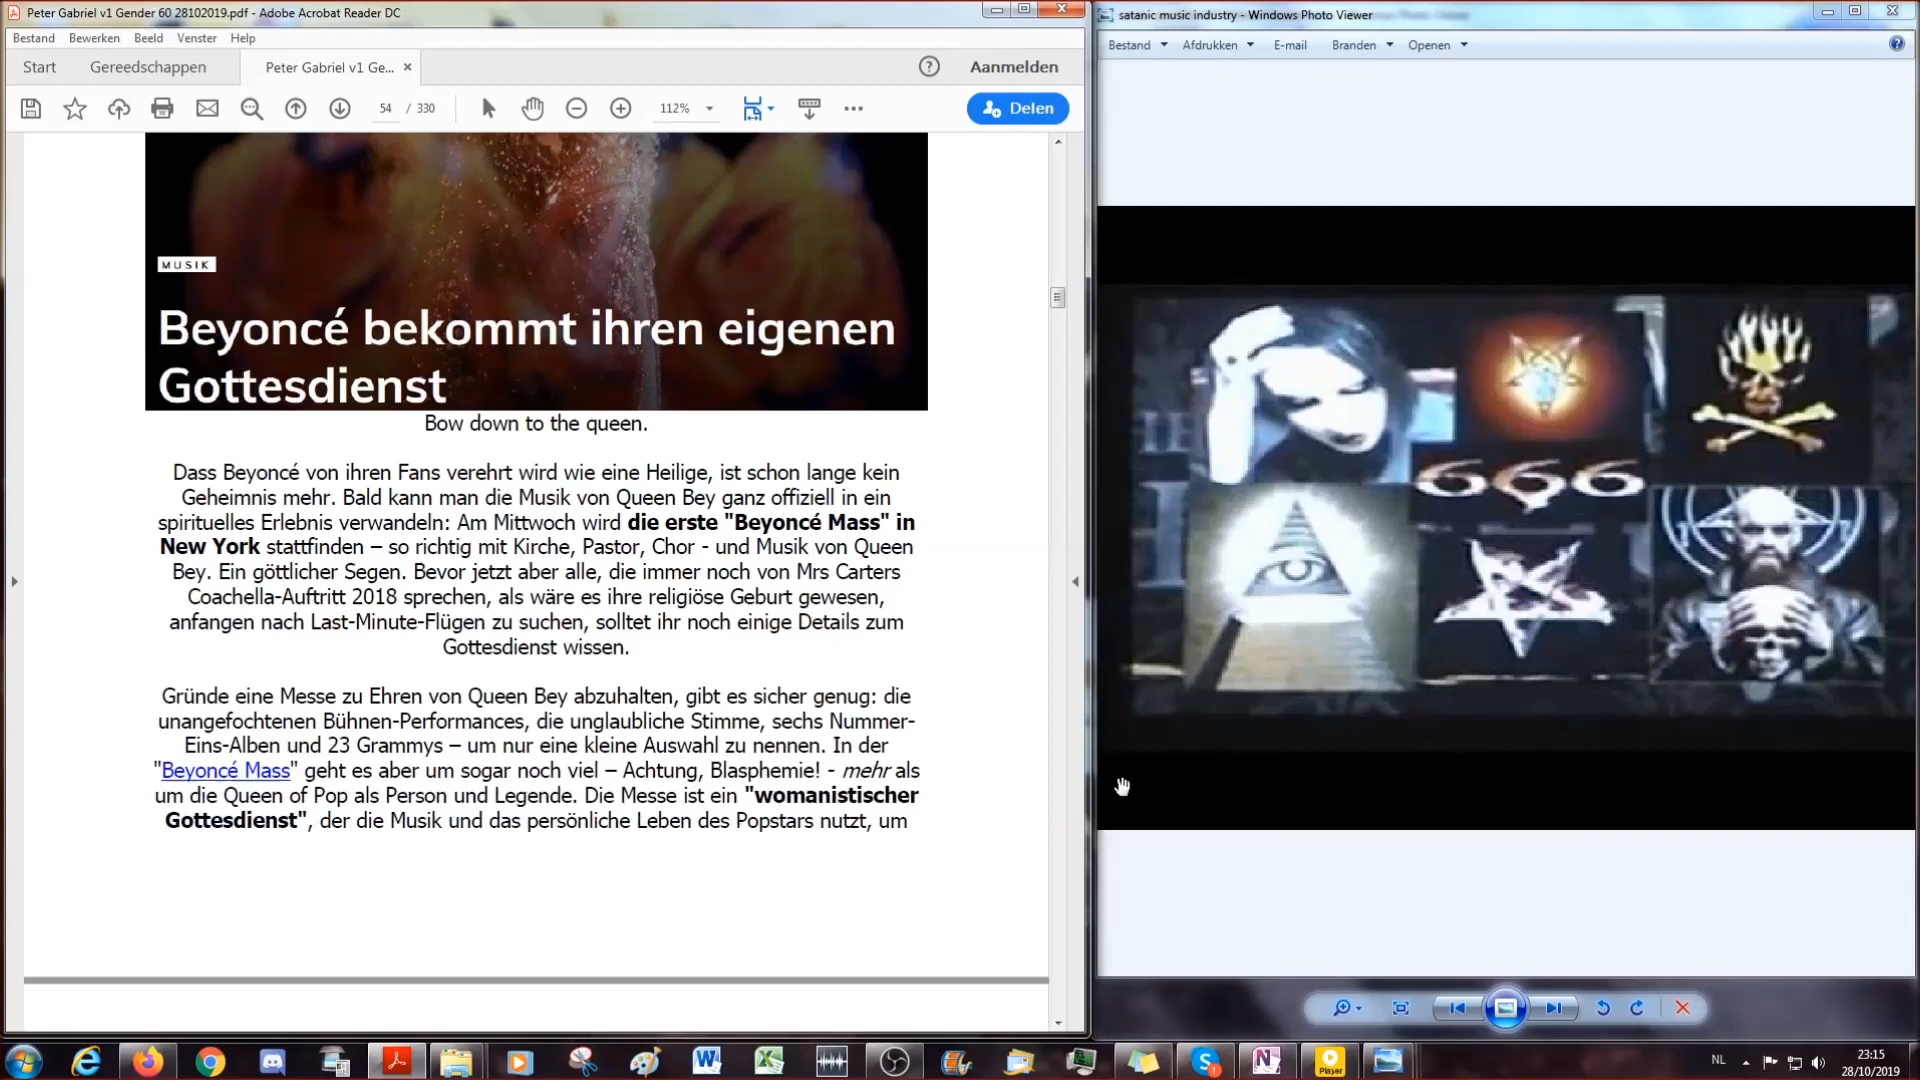 Peter Gabriel v1 Gender 60 28102019.pdf - Adobe Acrobat Reader DC
Bestand Bewerken Beeld Venster Help
Start Gereedschappen Peter Gabriel v1 Ge... Aanmelden
54 / 330 112% Delen
MUSIK
Beyoncé bekommt ihren eigenen
Gottesdienst
Bow down to the queen.
Dass Beyoncé von ihren Fans verehrt wird wie eine Heilige, ist schon lange kein
Geheimnis mehr. Bald kann man die Musik von Queen Bey ganz offiziell in ein
spirituelles Erlebnis verwandeln: Am Mittwoch wird die erste "Beyoncé Mass" in
New York stattfinden – so richtig mit Kirche, Pastor, Chor - und Musik von Queen
Bey. Ein göttlicher Segen. Bevor jetzt aber alle, die immer noch von Mrs Carters
Coachella-Auftritt 2018 sprechen, als wäre es ihre religiöse Geburt gewesen,
anfangen nach Last-Minute-Flügen zu suchen, solltet ihr noch einige Details zum
Gottesdienst wissen.
Gründe eine Messe zu Ehren von Queen Bey abzuhalten, gibt es sicher genug: die
unangefochtenen Bühnen-Performances, die unglaubliche Stimme, sechs Nummer-
Eins-Alben und 23 Grammys – um nur eine kleine Auswahl zu nennen. In der
"Beyoncé Mass" geht es aber um sogar noch viel – Achtung, Blasphemie! - mehr als
um die Queen of Pop als Person und Legende. Die Messe ist ein "womanistischer
Gottesdienst", der die Musik und das persönliche Leben des Popstars nutzt, um
satanic music industry - Windows Photo Viewer
Bestand Afdrukken E-mail Branden Openen
666
Player
NL
23:15
28/10/2019